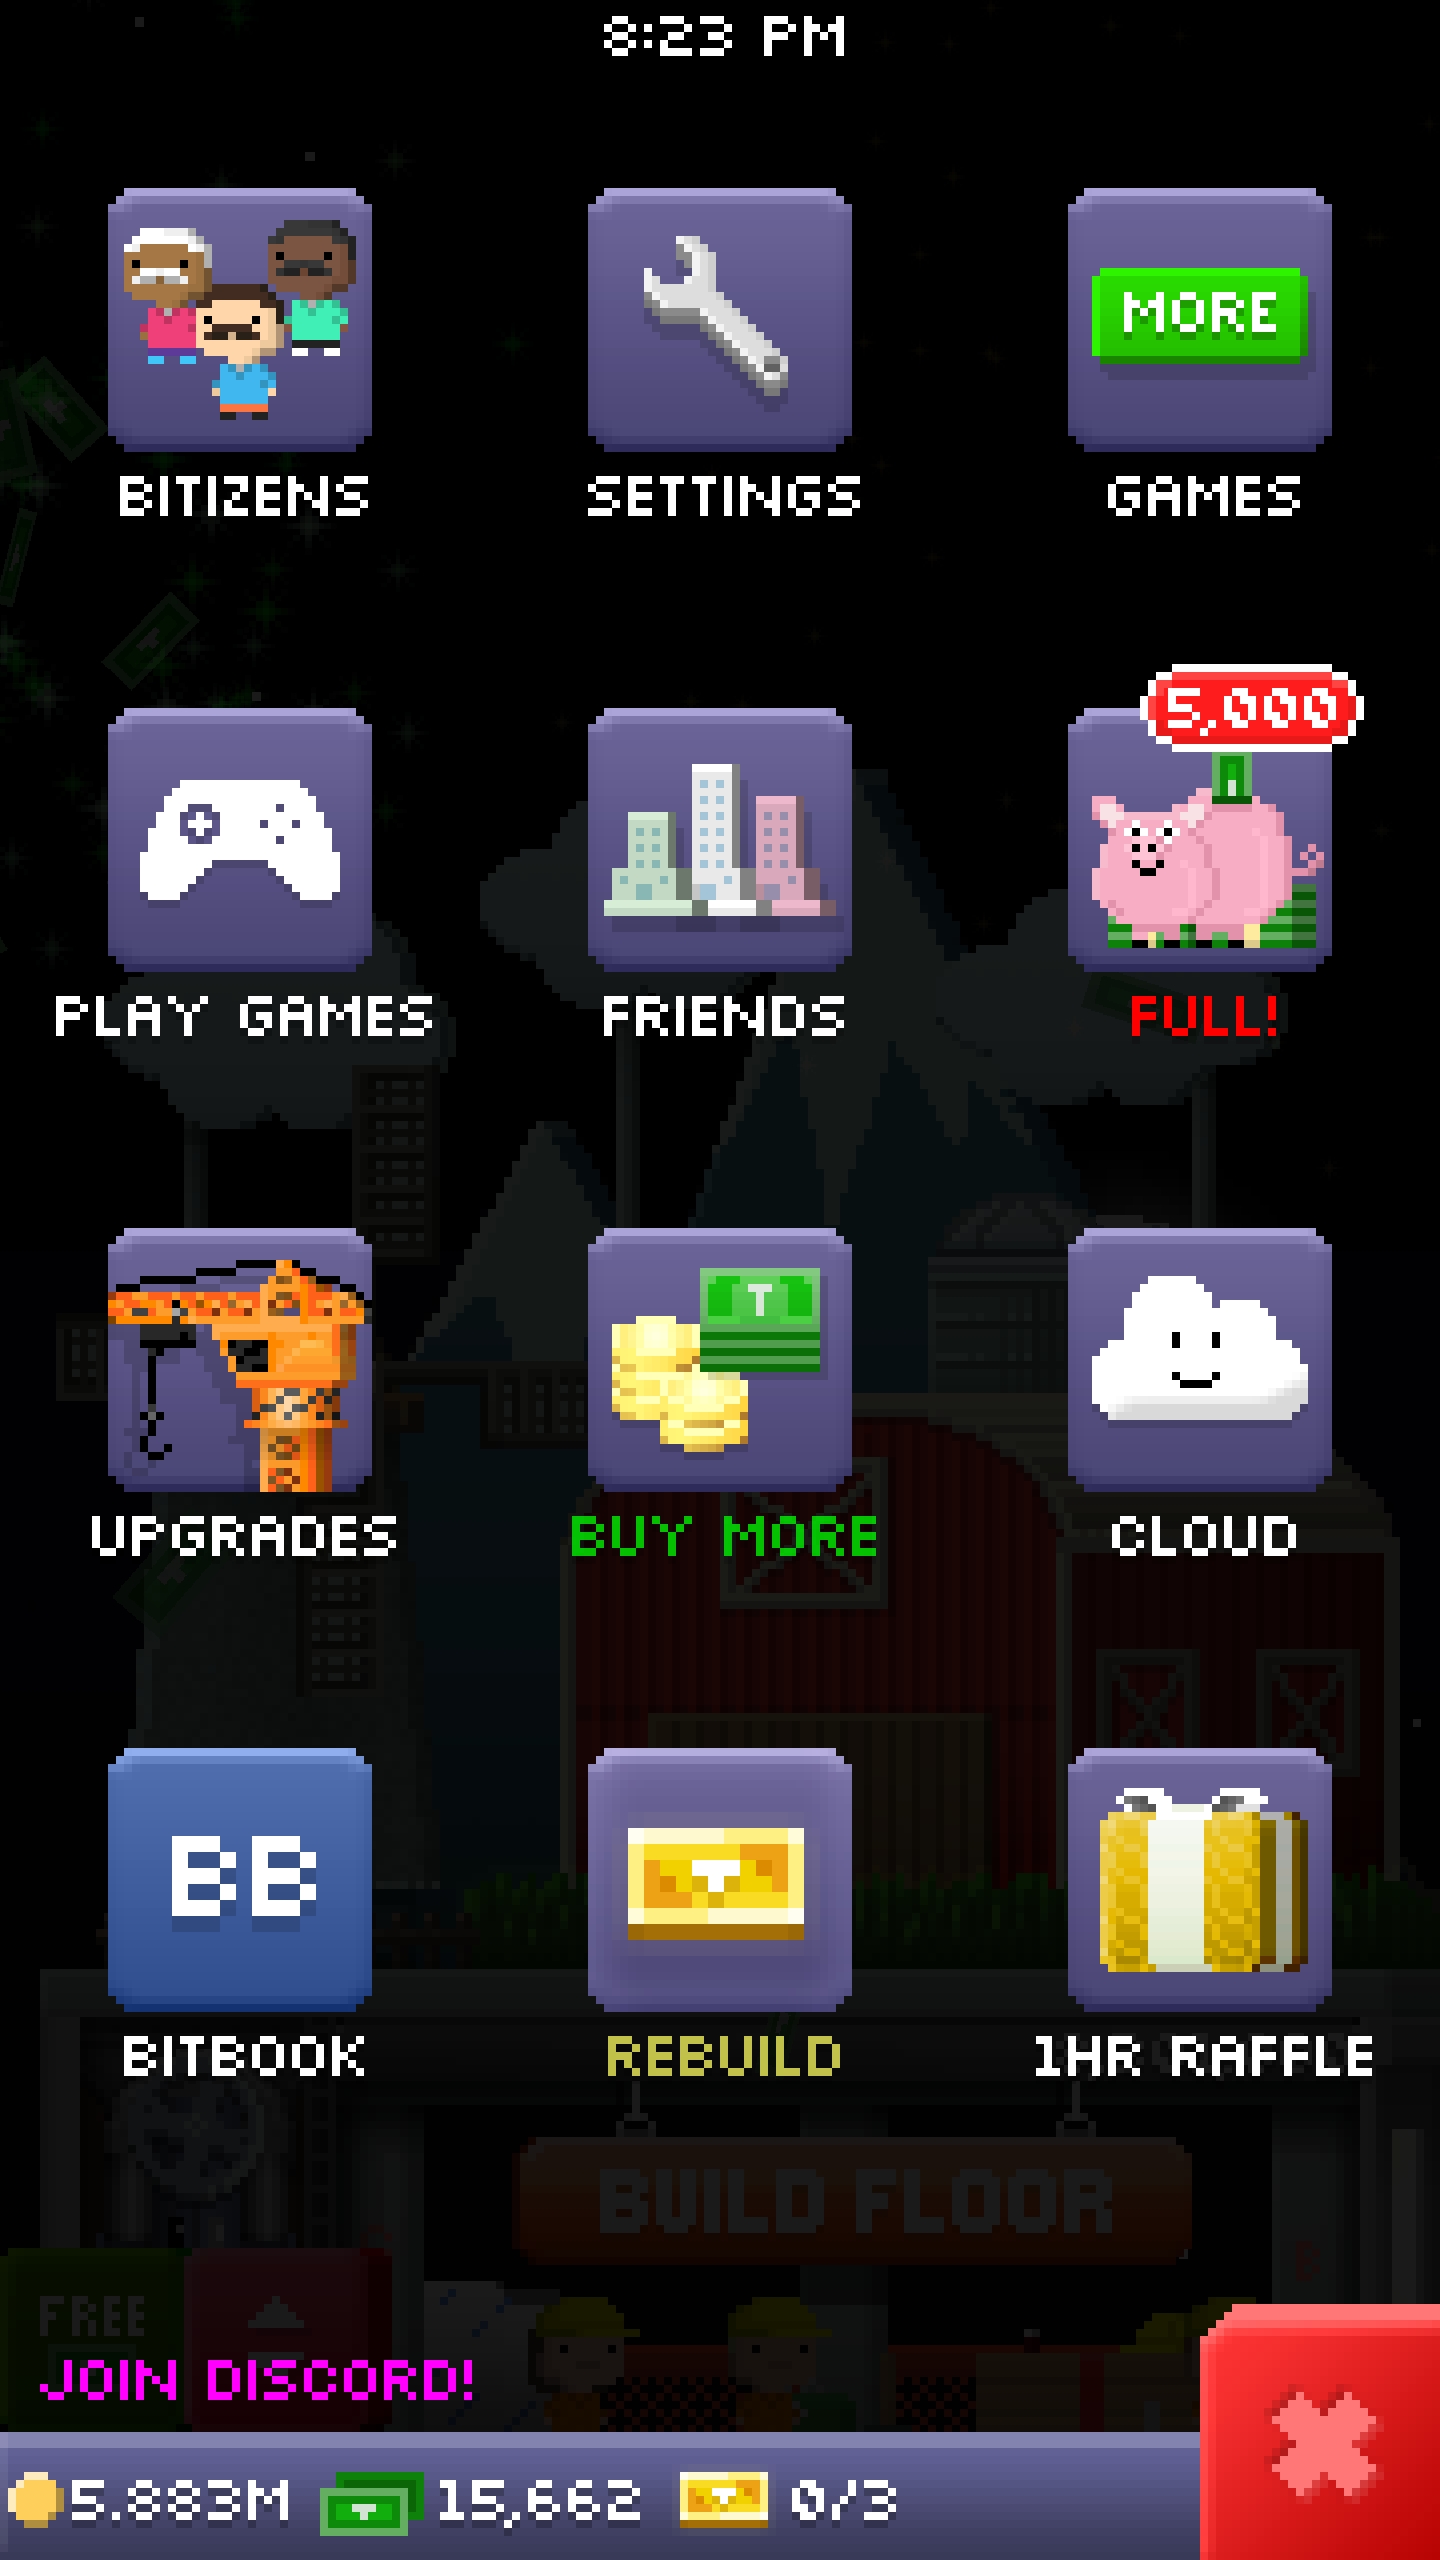 8:23 PM
MORE
BITIZENS
SETTINGS
GAMES
5,000
PLAY GAMES
FRIENDS
FULL!
T
UPGRADES
BUY MORE
CLOUD
BB
BITBOOK
REBUILD
1HR RAFFLE
BUILD FLOOR
FREE
JOIN DISCORD!
5.883M
15,662
0/3